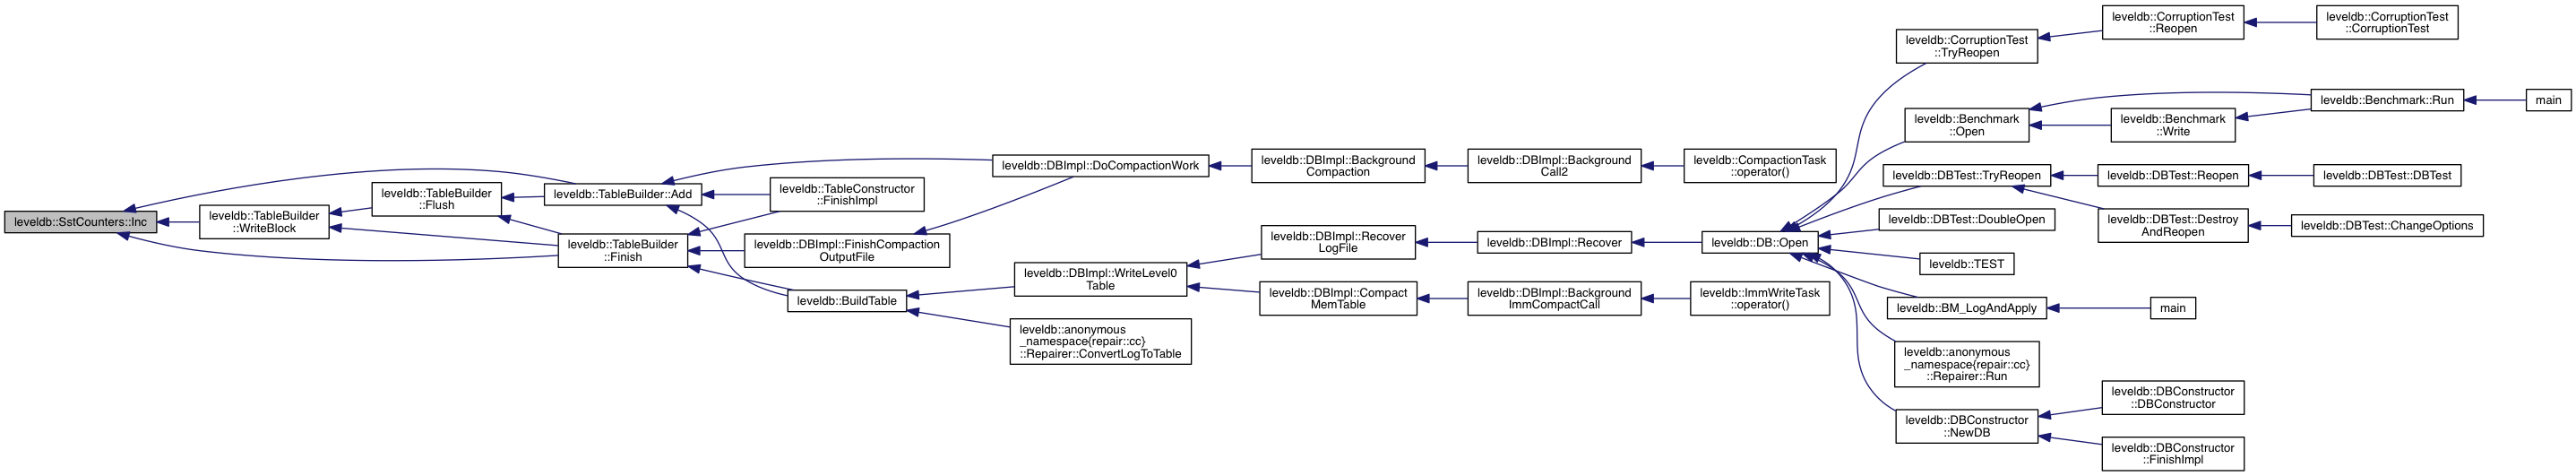 leveldb::SstCounters::Inc
leveldb::TableBuilder
::WriteBlock
leveldb::TableBuilder
::Flush
leveldb::TableBuilder::Add
leveldb::TableBuilder
::Finish
leveldb::DBImpl::DoCompactionWork
leveldb::TableConstructor
::FinishImpl
leveldb::DBImpl::FinishCompaction
OutputFile
leveldb::BuildTable
leveldb::DBImpl::WriteLevel0
Table
leveldb::anonymous
_namespace{repair::cc}
::Repairer::ConvertLogToTable
leveldb::DBImpl::Background
Compaction
leveldb::DBImpl::Background
Call2
leveldb::CompactionTask
::operator()
leveldb::DBImpl::Recover
LogFile
leveldb::DBImpl::Recover
leveldb::DB::Open
leveldb::DBImpl::Compact
MemTable
leveldb::DBImpl::Background
ImmCompactCall
leveldb::ImmWriteTask
::operator()
leveldb::CorruptionTest
::TryReopen
leveldb::CorruptionTest
::Reopen
leveldb::CorruptionTest
::CorruptionTest
leveldb::Benchmark
::Open
leveldb::Benchmark
::Write
leveldb::Benchmark::Run
main
leveldb::DBTest::TryReopen
leveldb::DBTest::Reopen
leveldb::DBTest::DBTest
leveldb::DBTest::DoubleOpen
leveldb::DBTest::Destroy
AndReopen
leveldb::DBTest::ChangeOptions
leveldb::TEST
leveldb::BM_LogAndApply
main
leveldb::anonymous
_namespace{repair::cc}
::Repairer::Run
leveldb::DBConstructor
::NewDB
leveldb::DBConstructor
::DBConstructor
leveldb::DBConstructor
::FinishImpl